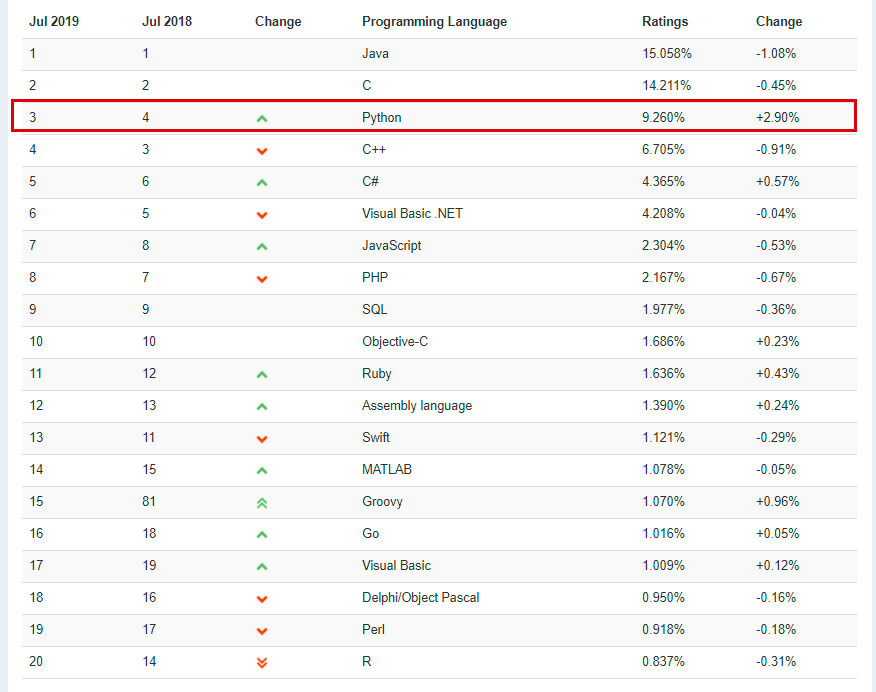 Jul 2019 Jul 2018 Change Programming Language Ratings Change
1 1 Java 15.058% -1.08%
2 2 C 14.211% -0.45%
3 4 Python 9.260% +2.90%
4 3 C++ 6.705% -0.91%
5 6 C# 4.365% +0.57%
6 5 Visual Basic .NET 4.208% -0.04%
7 8 JavaScript 2.304% -0.53%
8 7 PHP 2.167% -0.67%
9 9 SQL 1.977% -0.36%
10 10 Objective-C 1.686% +0.23%
11 12 Ruby 1.636% +0.43%
12 13 Assembly language 1.390% +0.24%
13 11 Swift 1.121% -0.29%
14 15 MATLAB 1.078% -0.05%
15 81 Groovy 1.070% +0.96%
16 18 Go 1.016% +0.05%
17 19 Visual Basic 1.009% +0.12%
18 16 Delphi/Object Pascal 0.950% -0.16%
19 17 Perl 0.918% -0.18%
20 14 R 0.837% -0.31%